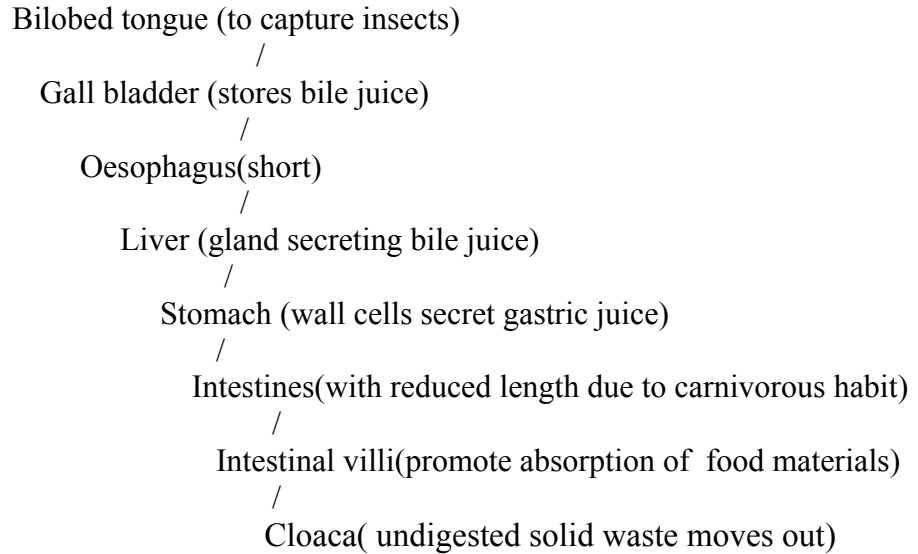 Bilobed tongue (to capture insects)
/
Gall bladder (stores bile juice)
/
Oesophagus(short)
/
Liver (gland secreting bile juice)
/
Stomach (wall cells secret gastric juice)
/
Intestines(with reduced length due to carnivorous habit)
/
Intestinal villi(promote absorption of food materials)
/
Cloaca( undigested solid waste moves out)